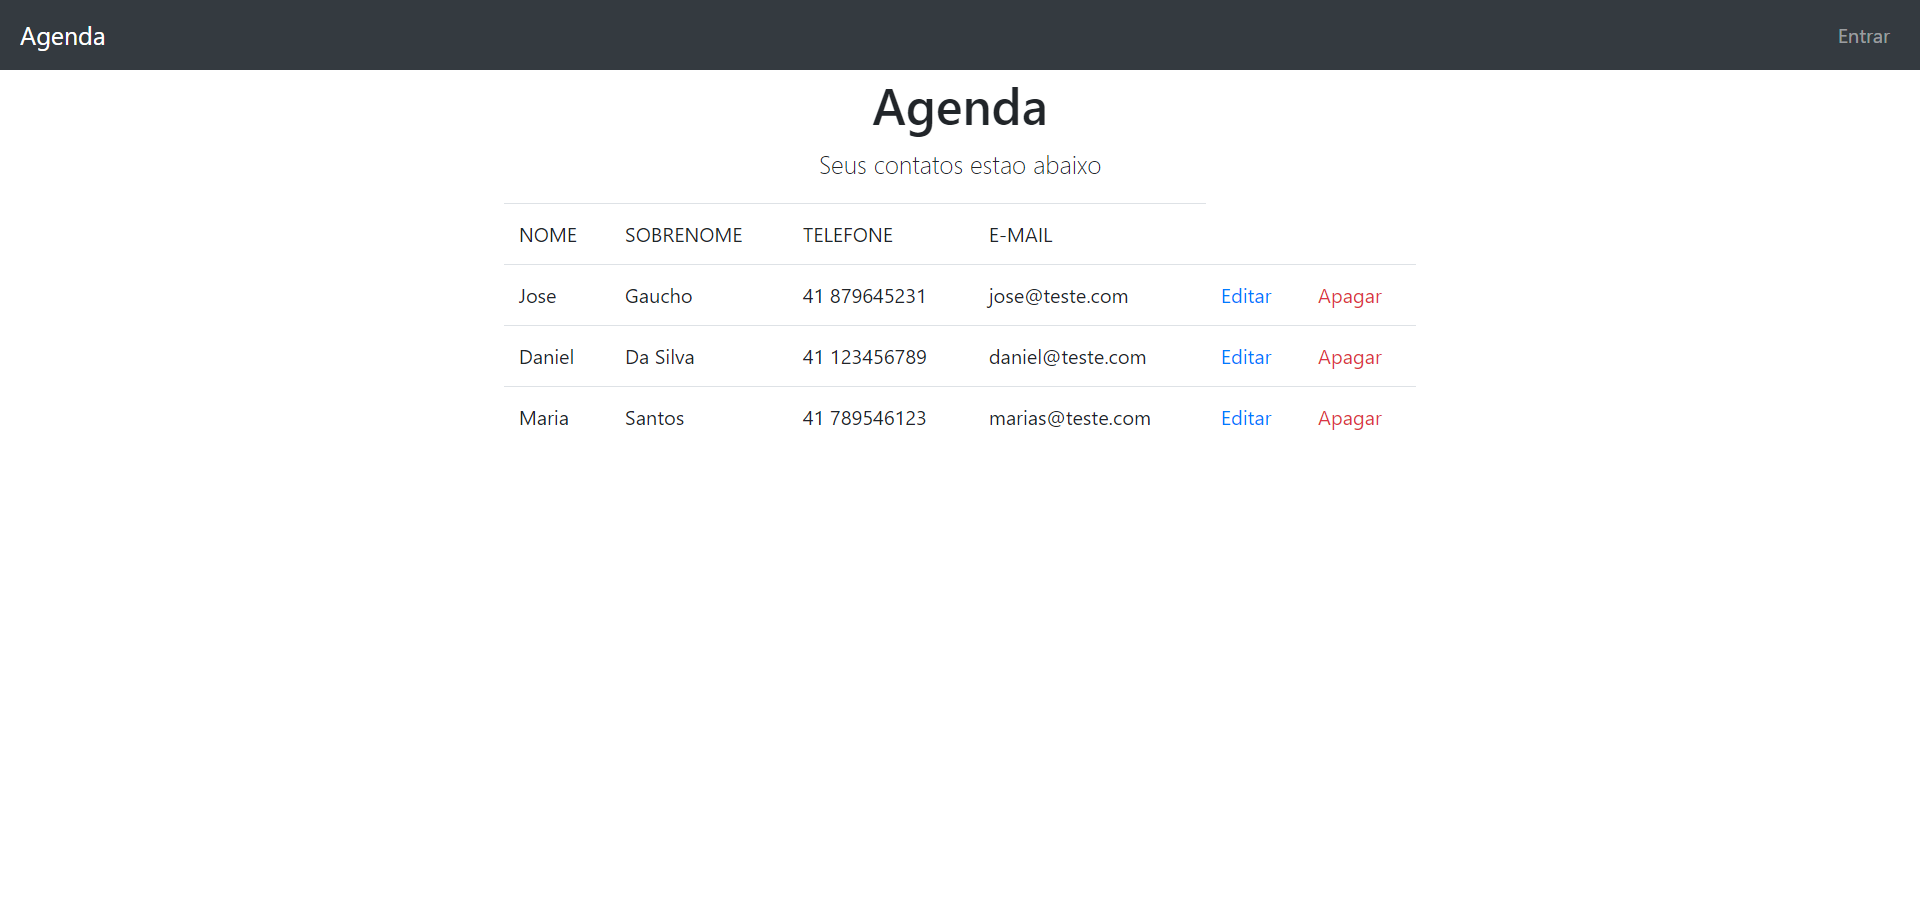 Agenda Entrar
Agenda
Seus contatos estao abaixo
NOME SOBRENOME TELEFONE E-MAIL
Jose Gaucho 41 879645231 jose@teste.com Editar Apagar
Daniel Da Silva 41 123456789 daniel@teste.com Editar Apagar
Maria Santos 41 789546123 marias@teste.com Editar Apagar